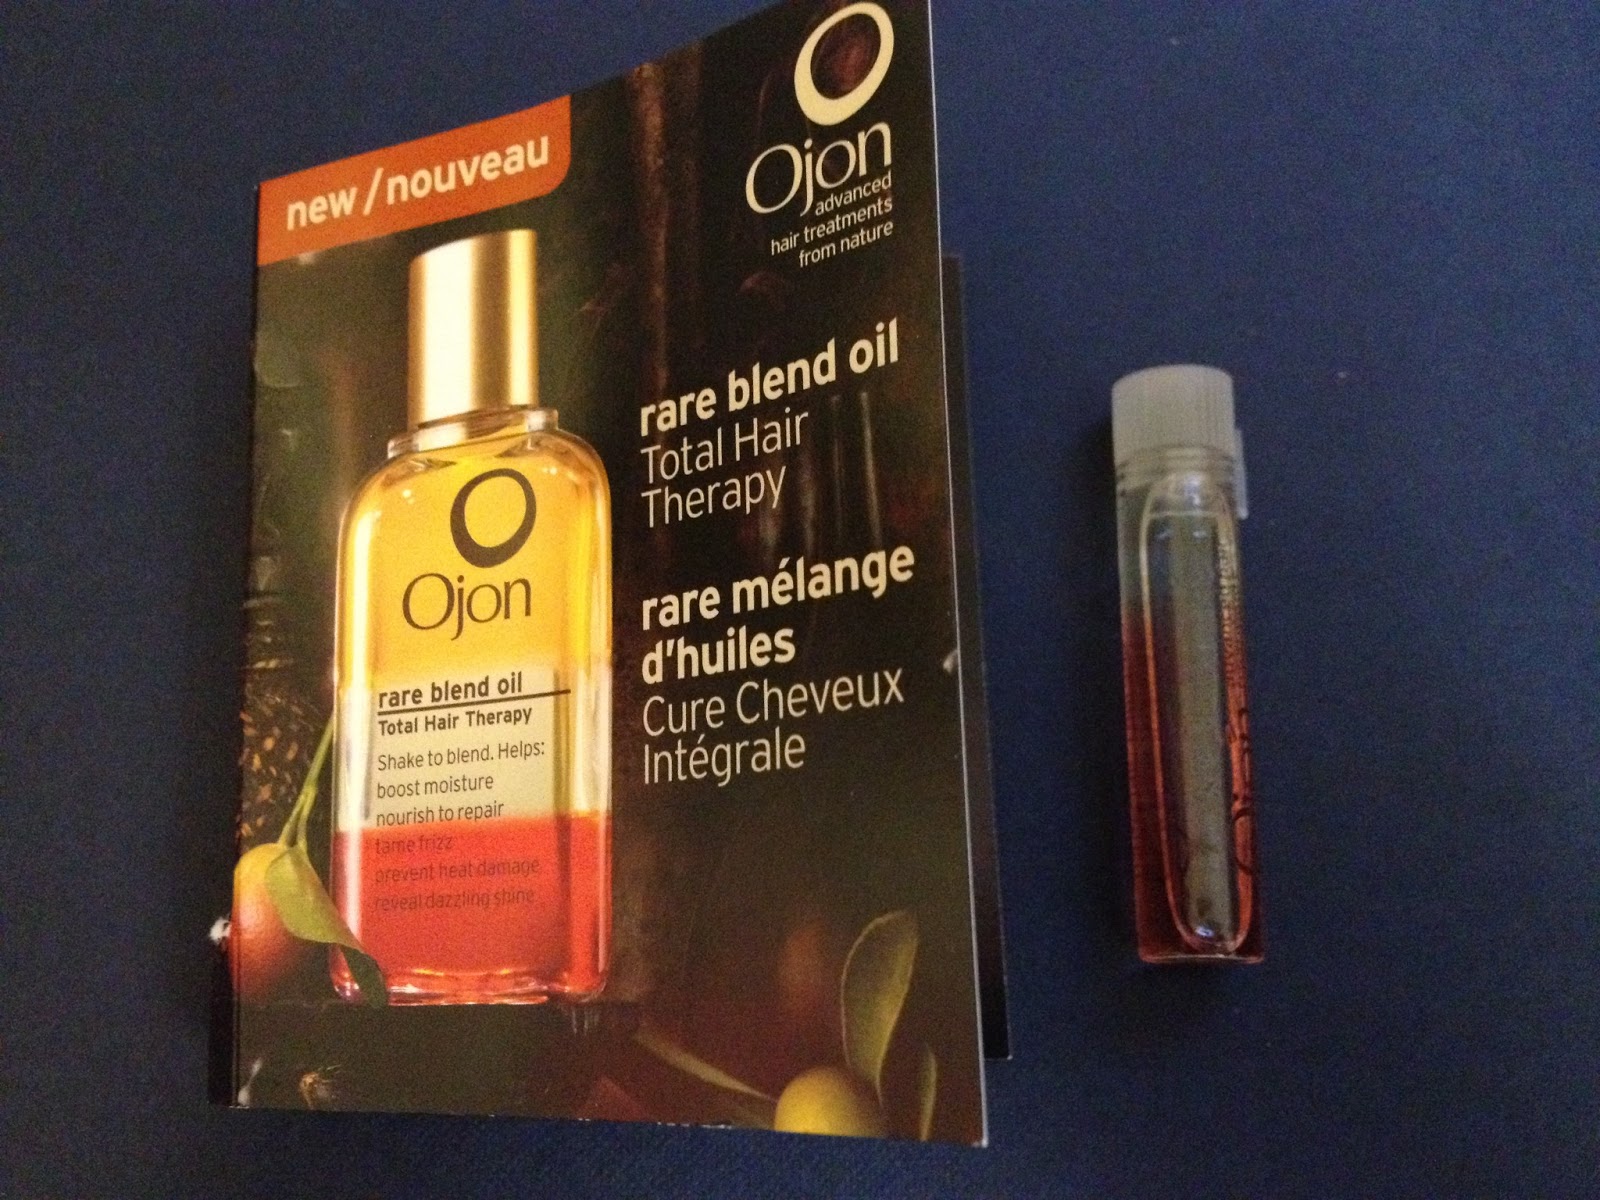 new / nouveau
Ojon
advanced
hair treatments
from nature
rare blend oil
Total Hair
Therapy
rare mélange
d'huiles
Cure Cheveux
Intégrale
Ojon
rare blend oil
Total Hair Therapy
Shake to blend. Helps:
boost moisture
nourish to repair
tame frizz
prevent heat damage
reveal dazzling shine